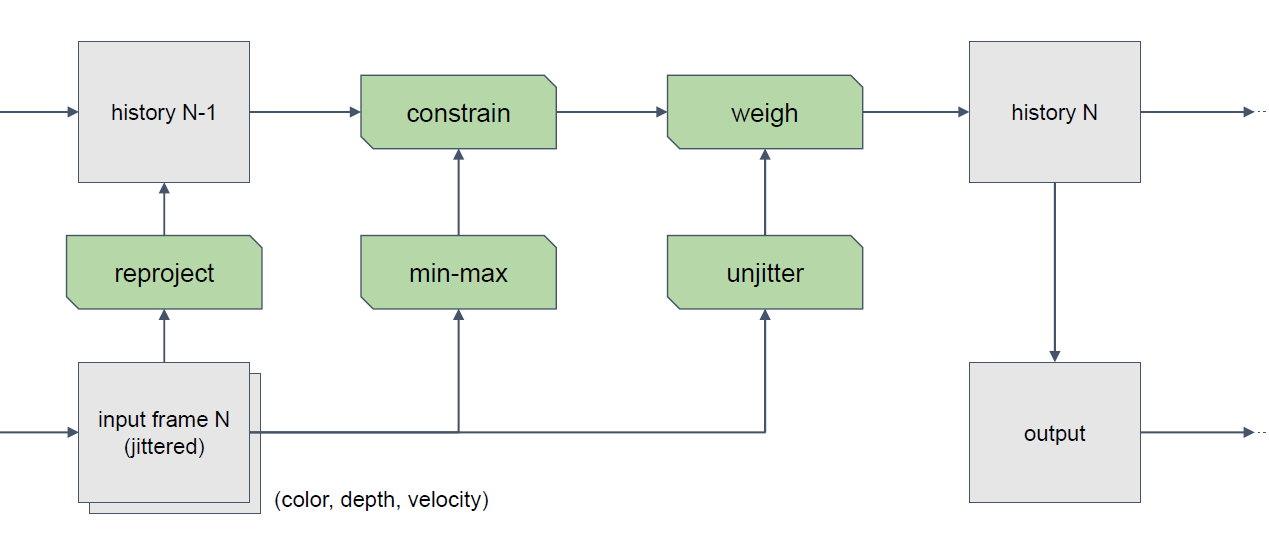 history N-1
constrain
weigh
history N
reproject
min-max
unjitter
input frame N
(jittered)
output
(color, depth, velocity)